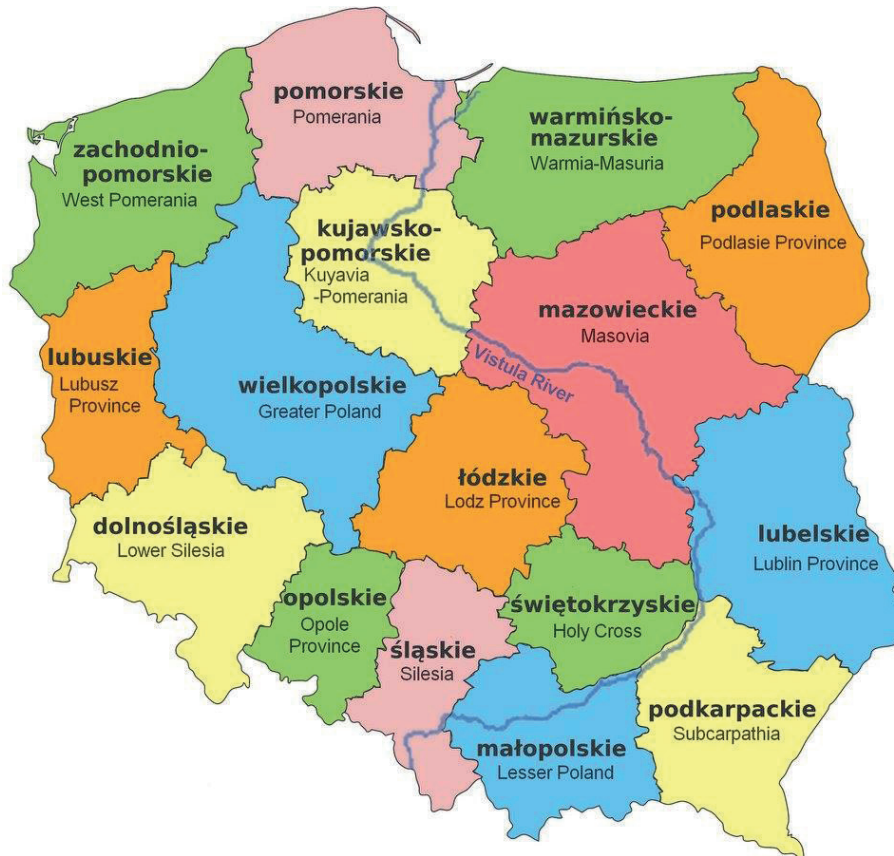 pomorskie
Pomerania
warmińsko-
mazurskie
Warmia-Masuria
zachodnio-
pomorskie
West Pomerania
podlaskie
Podlasie Province
kujawsko-
pomorskie
Kuyavia
-Pomerania
mazowieckie
Masovia
lubuskie
Lubusz
Province
Vistula River
wielkopolskie
Greater Poland
łódzkie
Lodz Province
dolnośląskie
Lower Silesia
lubelskie
Lublin Province
opolskie
Opole
Province
świętokrzyskie
Holy Cross
śląskie
Silesia
podkarpackie
Subcarpathia
małopolskie
Lesser Poland